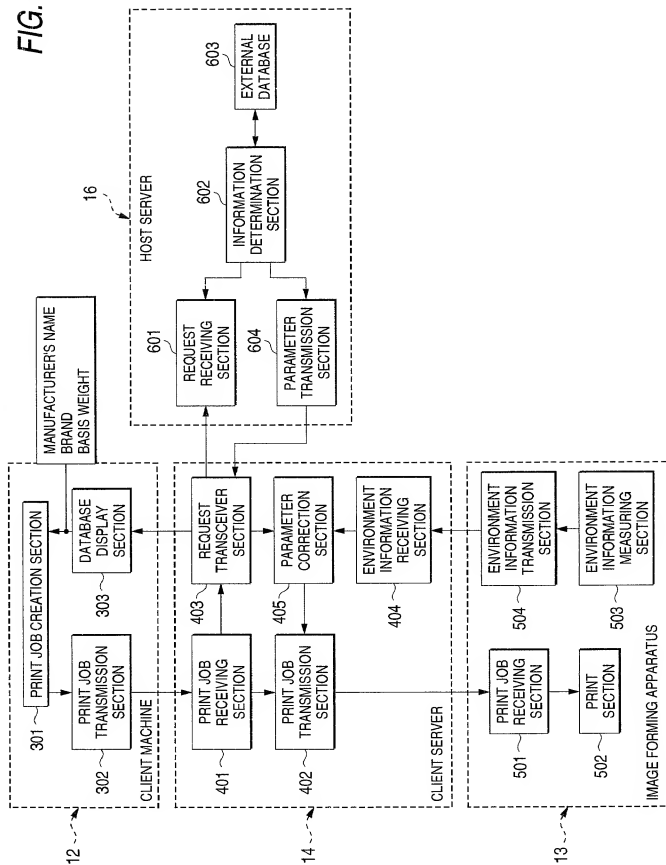 FIG.
MANUFACTURER'S NAME
BRAND
BASIS WEIGHT
12
CLIENT MACHINE
301
PRINT JOB CREATION SECTION
302
PRINT JOB
TRANSMISSION
SECTION
303
DATABASE
DISPLAY
SECTION
14
CLIENT SERVER
401
PRINT JOB
RECEIVING
SECTION
403
REQUEST
TRANSCEIVER
SECTION
402
PRINT JOB
TRANSMISSION
SECTION
405
PARAMETER
CORRECTION
SECTION
404
ENVIRONMENT
INFORMATION
RECEIVING
SECTION
16
HOST SERVER
601
REQUEST
RECEIVING
SECTION
602
INFORMATION
DETERMINATION
SECTION
603
EXTERNAL
DATABASE
604
PARAMETER
TRANSMISSION
SECTION
13
IMAGE FORMING APPARATUS
501
PRINT JOB
RECEIVING
SECTION
502
PRINT
SECTION
504
ENVIRONMENT
INFORMATION
TRANSMISSION
SECTION
503
ENVIRONMENT
INFORMATION
MEASURING
SECTION